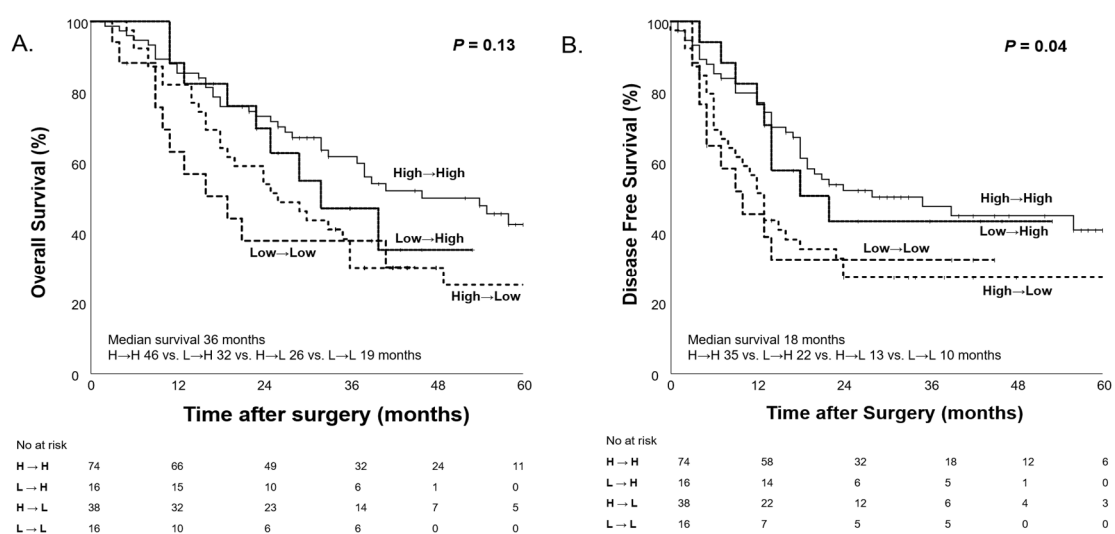 A.
Overall Survival (%)
100
80
60
40
20
0
P = 0.13
High→High
Low→High
Low→Low
High→Low
Median survival 36 months
H→H 46 vs. L→H 32 vs. H→L 26 vs. L→L 19 months
0 12 24 36 48 60
Time after surgery (months)
No at risk
H→H 74 66 49 32 24 11
L→H 16 15 10 6 1 0
H→L 38 32 23 14 7 5
L→L 16 10 6 6 0 0
B.
Disease Free Survival (%)
100
80
60
40
20
0
P = 0.04
High→High
Low→High
Low→Low
High→Low
Median survival 18 months
H→H 35 vs. L→H 22 vs. H→L 13 vs. L→L 10 months
0 12 24 36 48 60
Time after Surgery (months)
No at risk
H→H 74 58 32 18 12 6
L→H 16 14 6 5 1 0
H→L 38 22 12 6 4 3
L→L 16 7 5 5 0 0